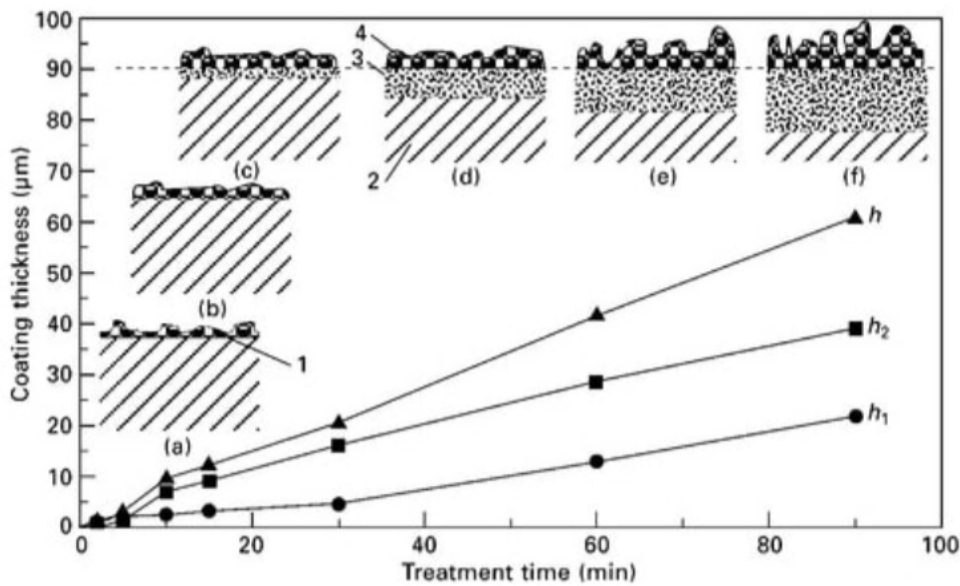 100
90
80
70
60
50
40
30
20
10
0
Coating thickness (µm)
4
3
2
1
(c)
(d)
(e)
(f)
(b)
(a)
h
h₂
h₁
0
20
40
60
80
100
Treatment time (min)